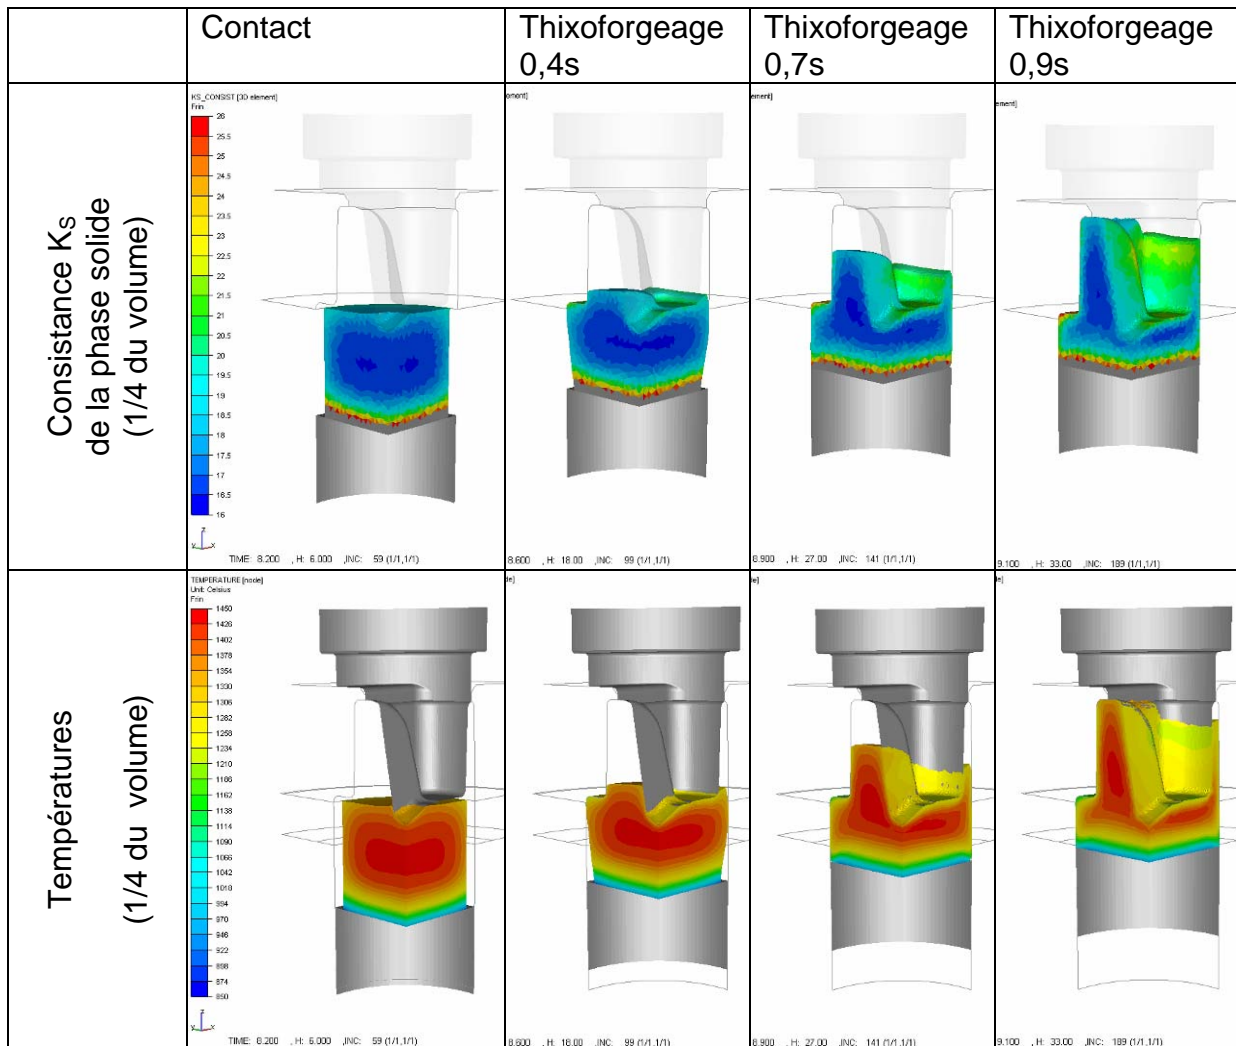 Contact
Thixoforgeage
0,4s
Thixoforgeage
0,7s
Thixoforgeage
0,9s
Consistance KS
de la phase solide
(1/4 du volume)
KS_CONSIST [3D element]
Frin
26
25.5
25
24.5
24
23.5
23
22.5
22
21.5
21
20.5
20
19.5
19
18.5
18
17.5
17
16.5
16
z
y
x
TIME: 8.200 , H: 6.000 ,INC: 59 (1/1,1/1)
8.600 , H: 18.00 ,INC: 99 (1/1,1/1)
8.900 , H: 27.00 ,INC: 141 (1/1,1/1)
9.100 , H: 33.00 ,INC: 189 (1/1,1/1)
Températures
(1/4 du volume)
TEMPERATURE [node]
Unit: Celsius
Frin
1450
1426
1402
1378
1354
1330
1306
1282
1258
1234
1210
1186
1162
1138
1114
1090
1066
1042
1018
994
970
946
922
898
874
850
z
y
x
TIME: 8.200 , H: 6.000 ,INC: 59 (1/1,1/1)
8.600 , H: 18.00 ,INC: 99 (1/1,1/1)
8.900 , H: 27.00 ,INC: 141 (1/1,1/1)
9.100 , H: 33.00 ,INC: 189 (1/1,1/1)